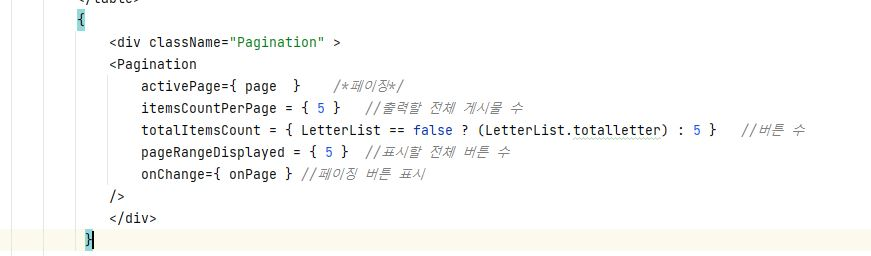 </table>
{
<div className="Pagination" >
<Pagination
activePage={ page  }    /*페이징*/
itemsCountPerPage = { 5 }   //출력할 전체 게시물 수
totalItemsCount = { LetterList == false ? (LetterList.totalletter) : 5 }   //버튼 수
pageRangeDisplayed = { 5 }  //표시할 전체 버튼 수
onChange={ onPage } //페이징 버튼 표시
/>
</div>
}